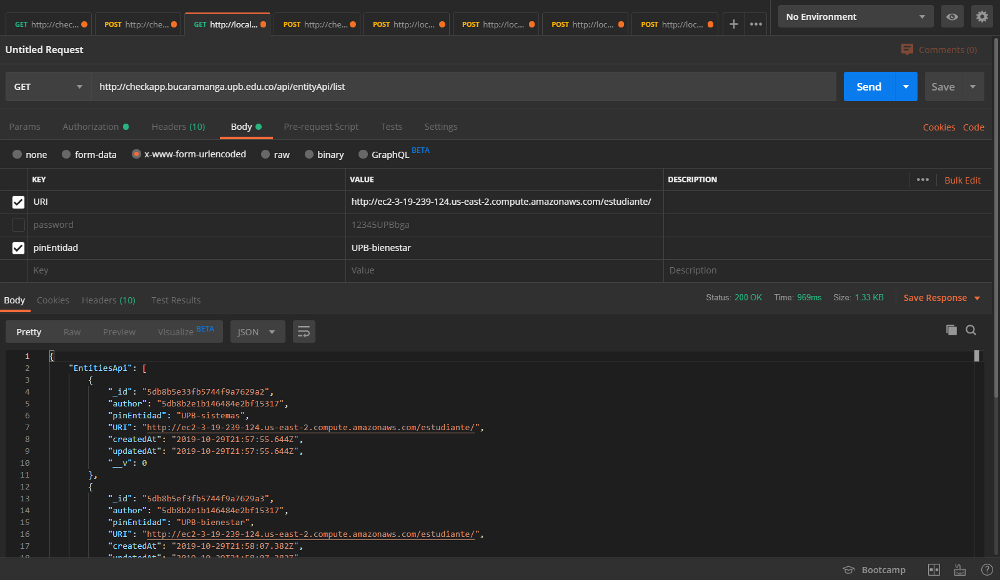 GET http://chec...
POST http://che...
GET http://local...
POST http://che...
POST http://loc...
POST http://loc...
POST http://loc...
POST http://loc...
No Environment
Untitled Request
Comments (0)
GET
http://checkapp.bucaramanga.upb.edu.co/api/entityApi/list
Send
Save
Params
Authorization
Headers (10)
Body
Pre-request Script
Tests
Settings
Cookies
Code
none
form-data
x-www-form-urlencoded
raw
binary
GraphQL BETA
KEY
VALUE
DESCRIPTION
Bulk Edit
URI
http://ec2-3-19-239-124.us-east-2.compute.amazonaws.com/estudiante/
password
12345UPBbga
pinEntidad
UPB-bienestar
Key
Value
Description
Body
Cookies
Headers (10)
Test Results
Status: 200 OK
Time: 969ms
Size: 1.33 KB
Save Response
Pretty
Raw
Preview
Visualize BETA
JSON
1 {
2 "EntitiesApi": [
3 {
4 "_id": "5db8b5e33fb5744f9a7629a2",
5 "author": "5db8b2e1b146484e2bf15317",
6 "pinEntidad": "UPB-sistemas",
7 "URI": "http://ec2-3-19-239-124.us-east-2.compute.amazonaws.com/estudiante/",
8 "createdAt": "2019-10-29T21:57:55.644Z",
9 "updatedAt": "2019-10-29T21:57:55.644Z",
10 "__v": 0
11 },
12 {
13 "_id": "5db8b5ef3fb5744f9a7629a3",
14 "author": "5db8b2e1b146484e2bf15317",
15 "pinEntidad": "UPB-bienestar",
16 "URI": "http://ec2-3-19-239-124.us-east-2.compute.amazonaws.com/estudiante/",
17 "createdAt": "2019-10-29T21:58:07.382Z",
18 "updatedAt": "2019-10-29T21:58:07.382Z"
Bootcamp